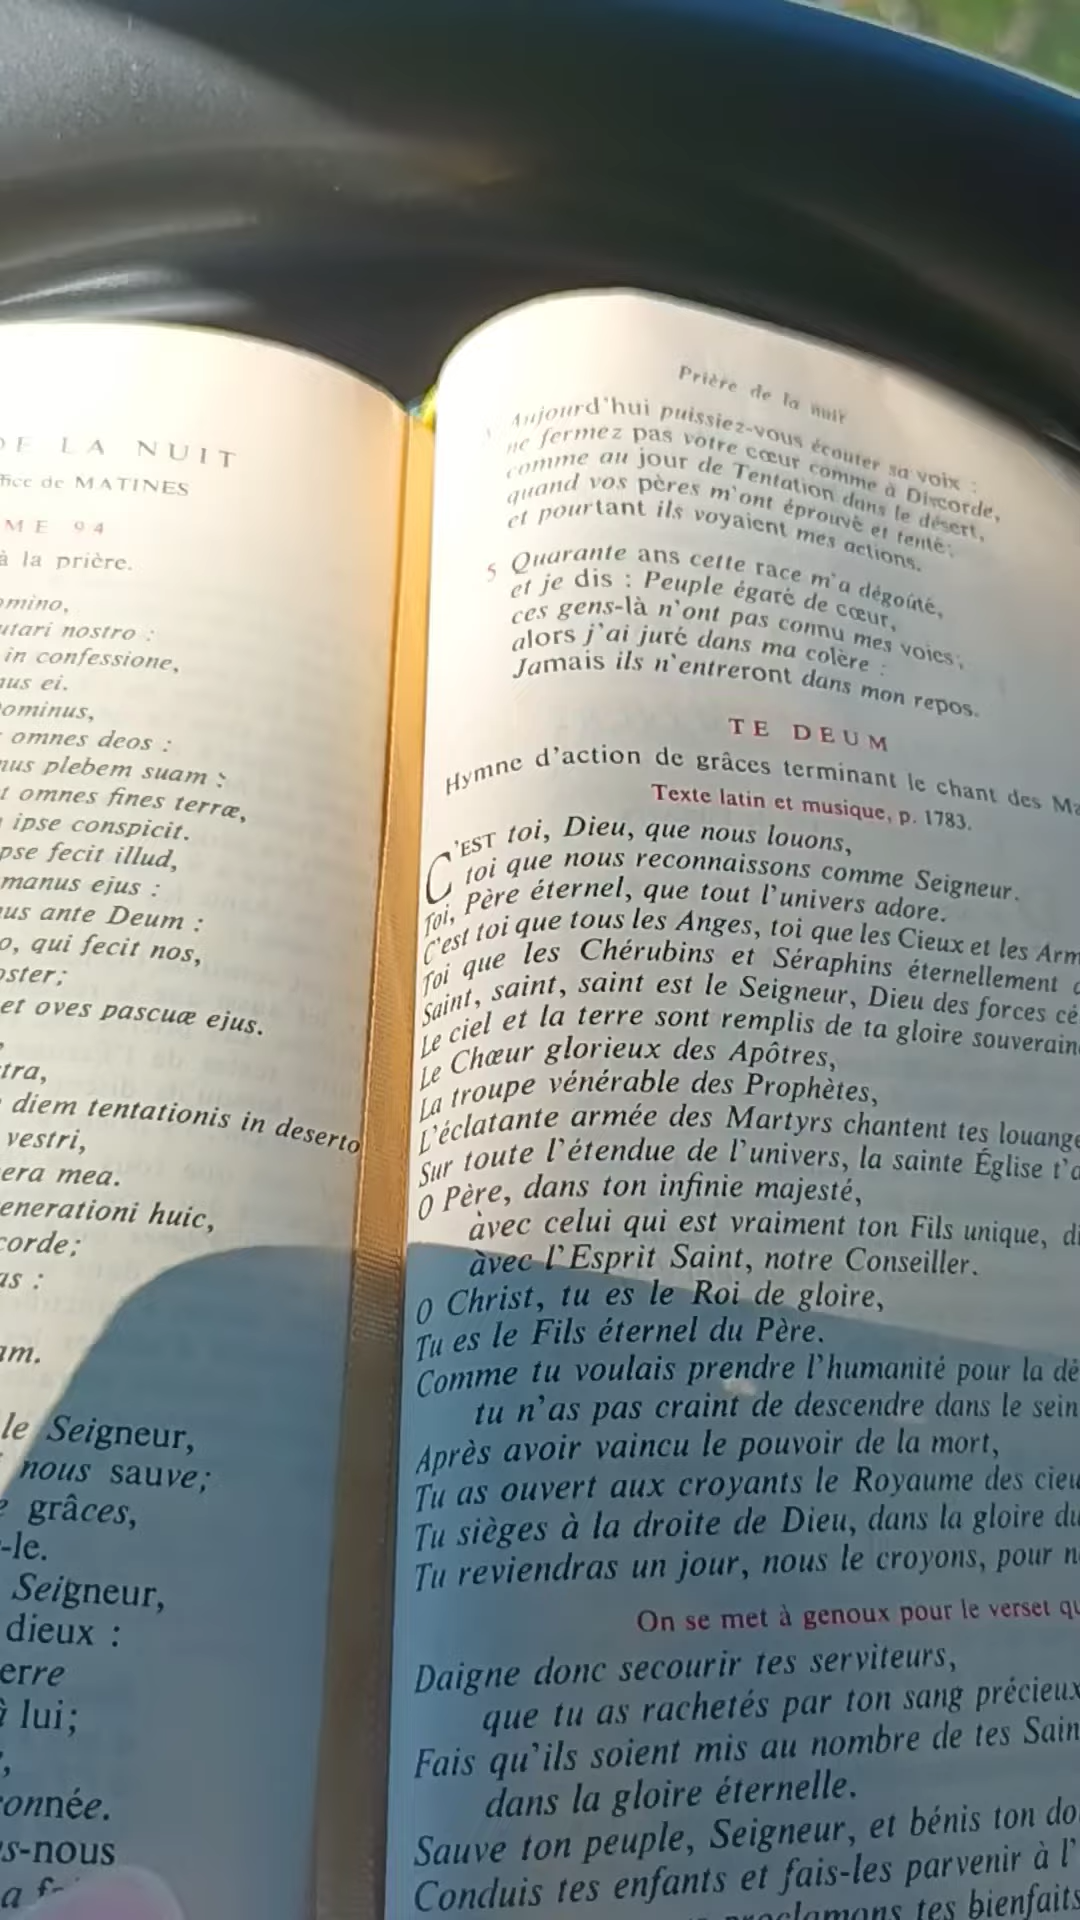 DE LA NUIT
de MATINES
94
à la prière.
nostro :
in confessione,
ei.
omnes deos :
plebem suam :
omnes fines terræ,
ipse conspicit.
fecit illud,
manus ejus :
ante Deum :
qui fecit nos,
et oves pascuæ ejus.
diem tentationis in deserto
vestri,
mea.
huic,
le Seigneur,
nous sauve;
grâces,
-le.
Seigneur,
dieux :
à lui;
-nous
a
Prière de la nuit
Aujourd'hui puissiez-vous écouter sa voix :
ne fermez pas votre cœur comme à Discorde,
comme au jour de Tentation dans le désert,
quand vos pères m'ont éprouvé et tenté;
et pourtant ils voyaient mes actions.
5 Quarante ans cette race m'a dégoûté,
et je dis : Peuple égaré de cœur,
ces gens-là n'ont pas connu mes voies;
alors j'ai juré dans ma colère :
Jamais ils n'entreront dans mon repos.
TE DEUM
Hymne d'action de grâces terminant le chant des
Texte latin et musique, p. 1783.
C'EST toi, Dieu, que nous louons,
toi que nous reconnaissons comme Seigneur.
Toi, Père éternel, que tout l'univers adore.
C'est toi que tous les Anges, toi que les Cieux et les
Toi que les Chérubins et Séraphins éternellement
Saint, saint, saint est le Seigneur, Dieu des forces
Le ciel et la terre sont remplis de ta gloire
Le Chœur glorieux des Apôtres,
La troupe vénérable des Prophètes,
L'éclatante armée des Martyrs chantent tes
Sur toute l'étendue de l'univers, la sainte Église
O Père, dans ton infinie majesté,
avec celui qui est vraiment ton Fils unique,
avec l'Esprit Saint, notre Conseiller.
O Christ, tu es le Roi de gloire,
Tu es le Fils éternel du Père.
Comme tu voulais prendre l'humanité pour la
tu n'as pas craint de descendre dans le sein
Après avoir vaincu le pouvoir de la mort,
Tu as ouvert aux croyants le Royaume des
Tu sièges à la droite de Dieu, dans la gloire du
Tu reviendras un jour, nous le croyons, pour
On se met à genoux pour le verset
Daigne donc secourir tes serviteurs,
que tu as rachetés par ton sang précieux
Fais qu'ils soient mis au nombre de tes
dans la gloire éternelle.
Sauve ton peuple, Seigneur, et bénis ton
Conduis tes enfants et fais-les parvenir à
tes bienfaits